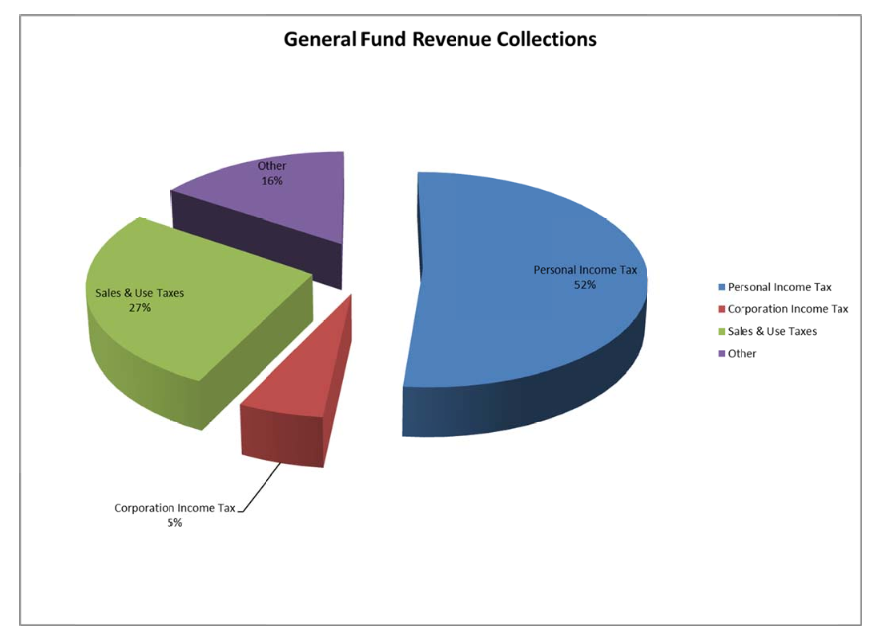 General Fund Revenue Collections
Other
16%
Personal Income Tax
52%
Sales & Use Taxes
27%
Corporation Income Tax
5%
Personal Income Tax
Corporation Income Tax
Sales & Use Taxes
Other